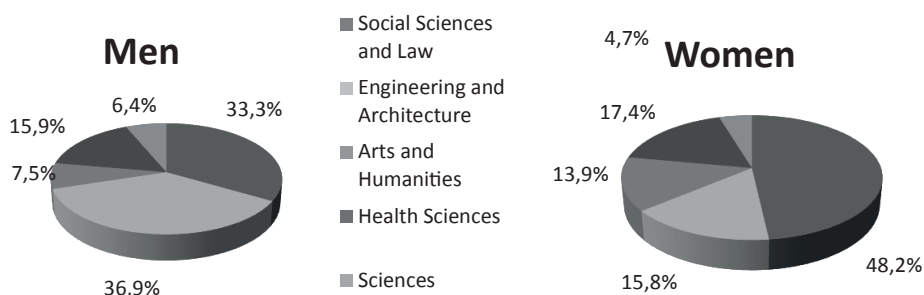 Men
6,4%
33,3%
15,9%
7,5%
36,9%
Social Sciences
and Law
Engineering and
Architecture
Arts and
Humanities
Health Sciences
Sciences
4,7%
Women
17,4%
13,9%
15,8%
48,2%